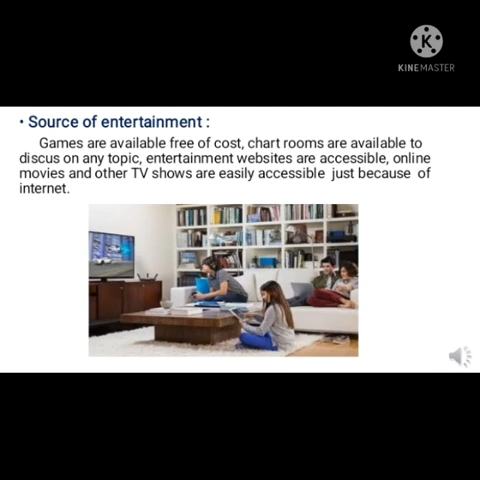 K
KINEMASTER
• Source of entertainment :
Games are available free of cost, chart rooms are available to
discus on any topic, entertainment websites are accessible, online
movies and other TV shows are easily accessible just because of
internet.